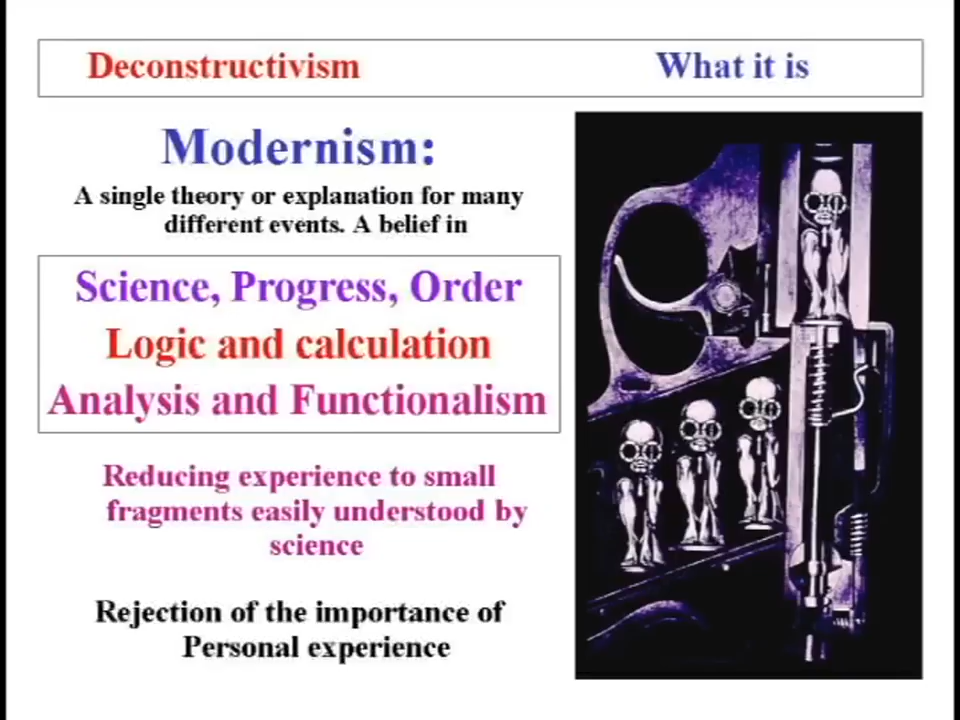 Deconstructivism What it is
Modernism:
A single theory or explanation for many
different events. A belief in
Science, Progress, Order
Logic and calculation
Analysis and Functionalism
Reducing experience to small
fragments easily understood by
science
Rejection of the importance of
Personal experience